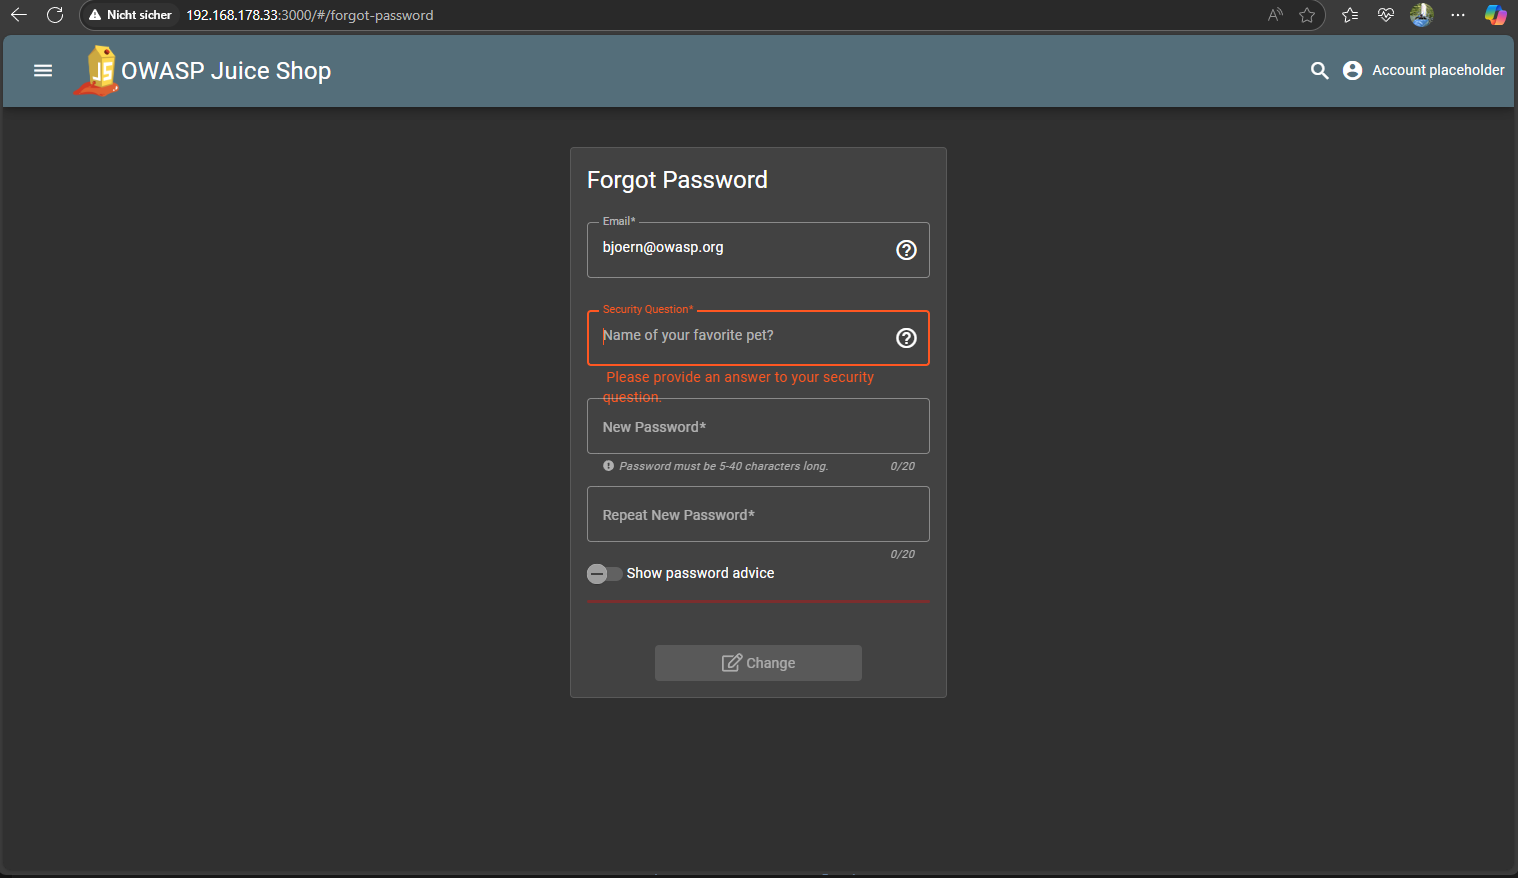 Nicht sicher 192.168.178.33:3000/#/forgot-password
OWASP Juice Shop
Account placeholder
Forgot Password
Email*
bjoern@owasp.org
Security Question*
Name of your favorite pet?
Please provide an answer to your security
question.
New Password*
Password must be 5-40 characters long. 0/20
Repeat New Password*
0/20
Show password advice
Change